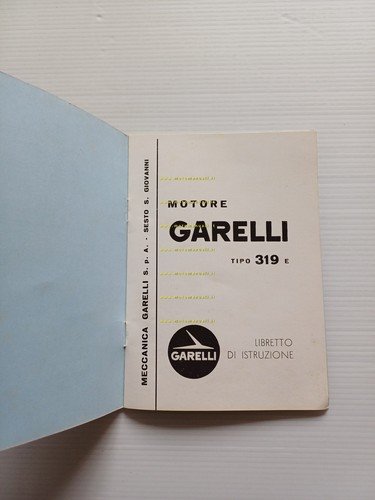 MECCANICA GARELLI S. p. A. - SESTO S. GIOVANNI
MOTORE
GARELLI
TIPO 319 E
GARELLI
LIBRETTO
DI ISTRUZIONE